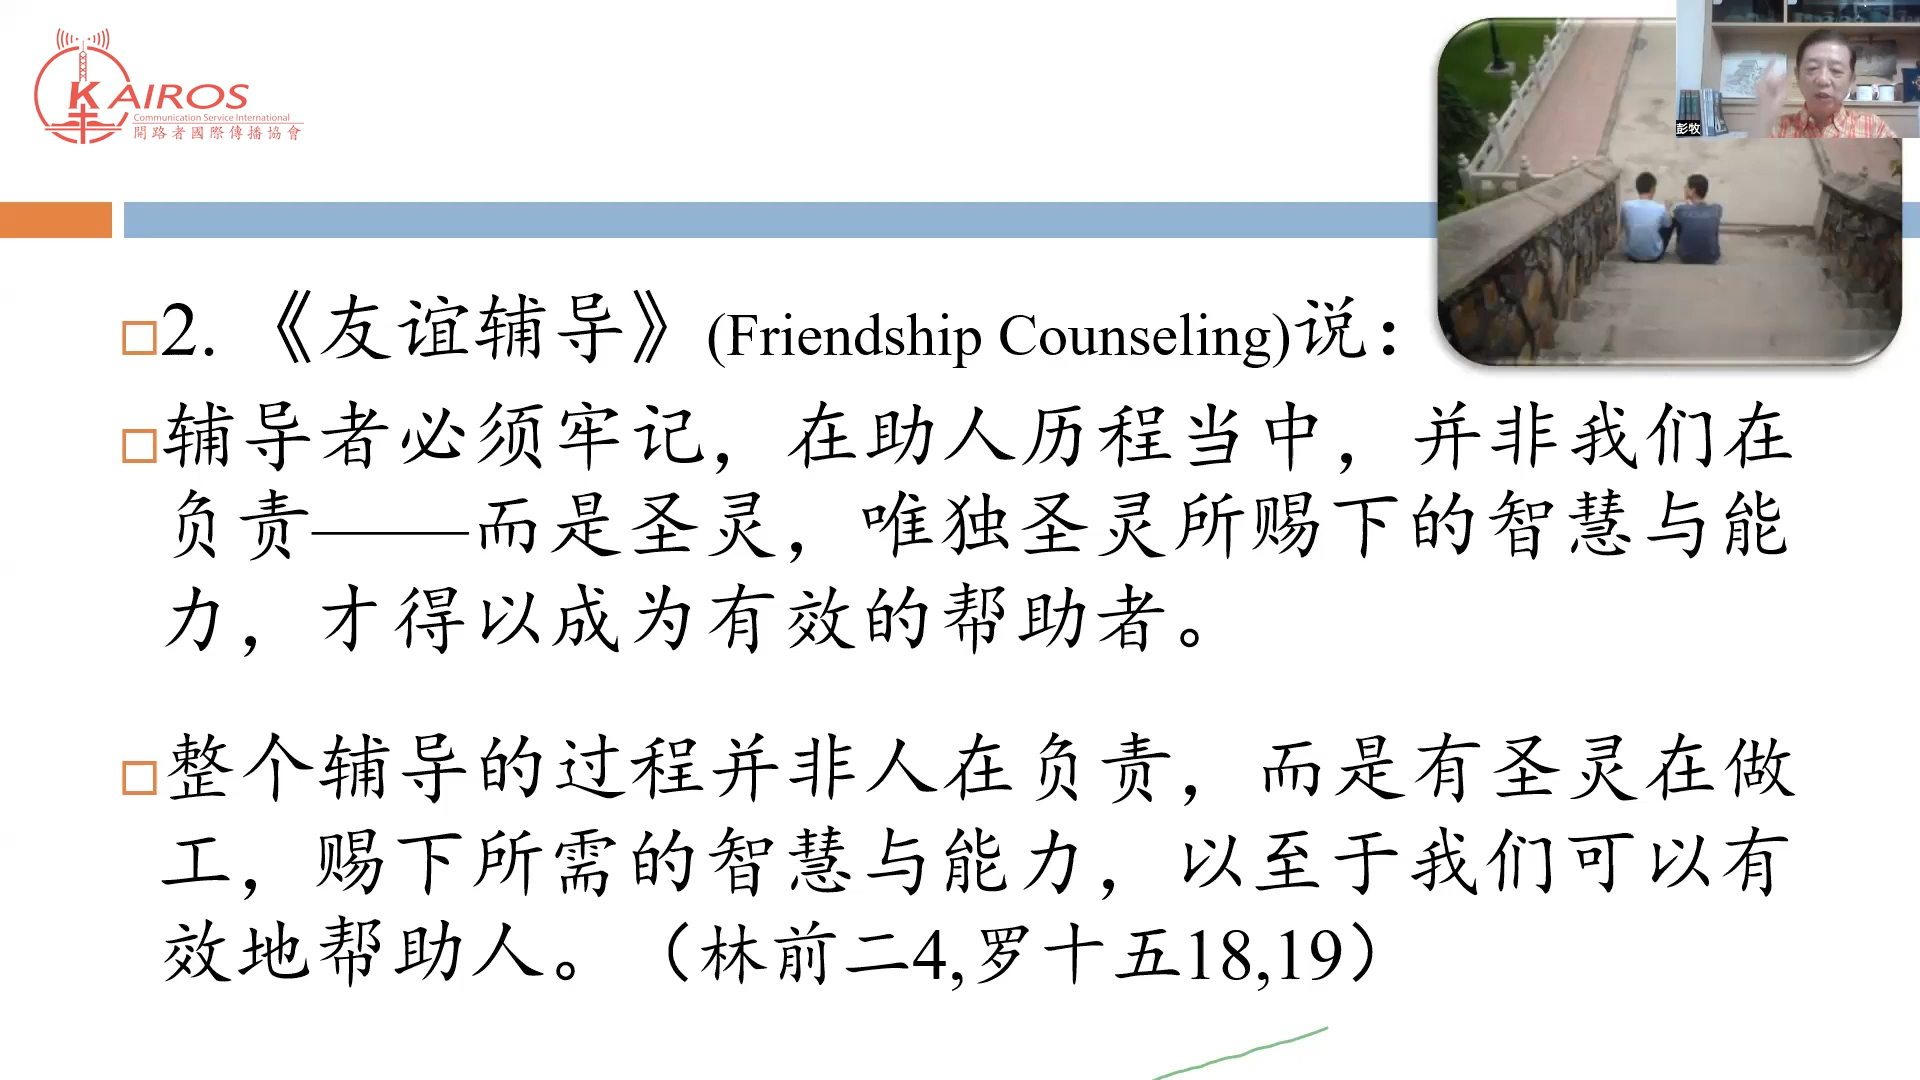 KAIROS
Communication Service International
開路者國際傳播協會
彭牧
2. 《友谊辅导》(Friendship Counseling)说：
辅导者必须牢记，在助人历程当中，并非我们在
负责——而是圣灵，唯独圣灵所赐下的智慧与能
力，才得以成为有效的帮助者。
整个辅导的过程并非人在负责，而是有圣灵在做
工，赐下所需的智慧与能力，以至于我们可以有
效地帮助人。（林前二4,罗十五18,19）